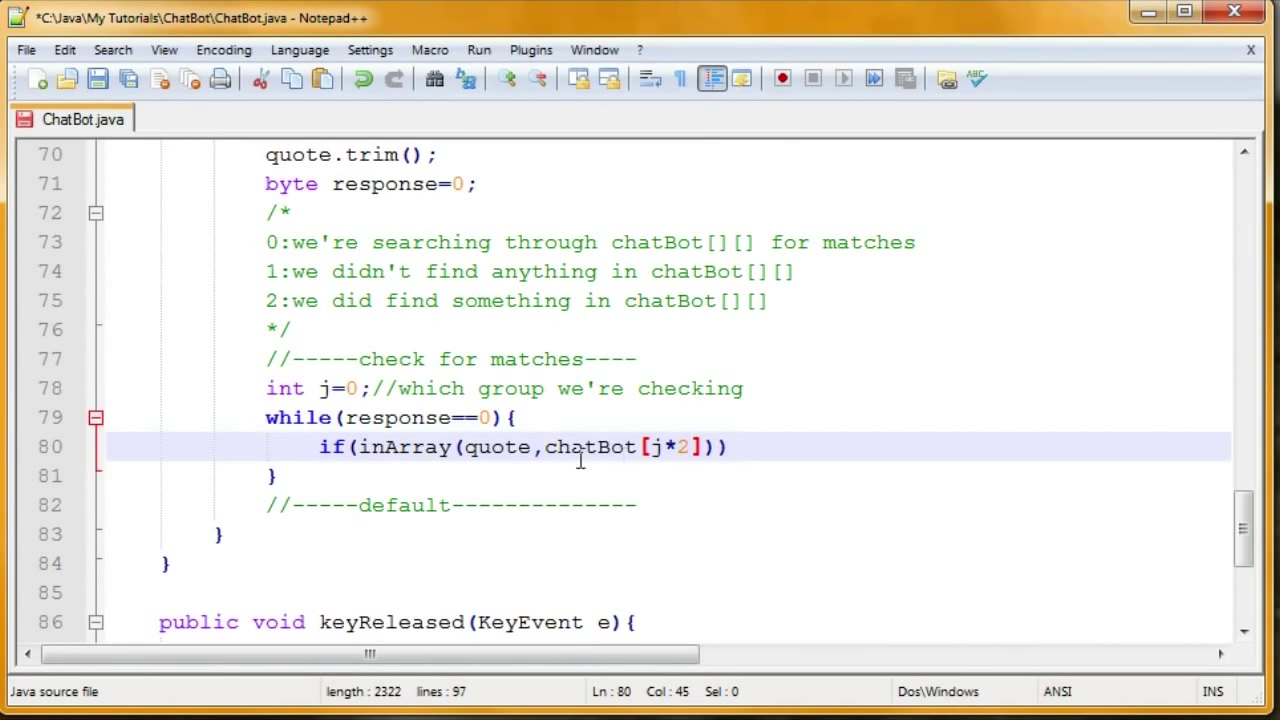 *C:\Java\My Tutorials\ChatBot\ChatBot.java - Notepad++
File Edit Search View Encoding Language Settings Macro Run Plugins Window ? X
ChatBot.java
70 quote.trim();
71 byte response=0;
72 /*
73 0:we're searching through chatBot[][] for matches
74 1:we didn't find anything in chatBot[][]
75 2:we did find something in chatBot[][]
76 */
77 //-----check for matches----
78 int j=0;//which group we're checking
79 while(response==0){
80 if(inArray(quote,chatBot[j*2]))
81 }
82 //-----default--------------
83 }
84 }
85
86 public void keyReleased(KeyEvent e){
Java source file length : 2322 lines : 97 Ln : 80 Col : 45 Sel : 0 Dos\Windows ANSI INS